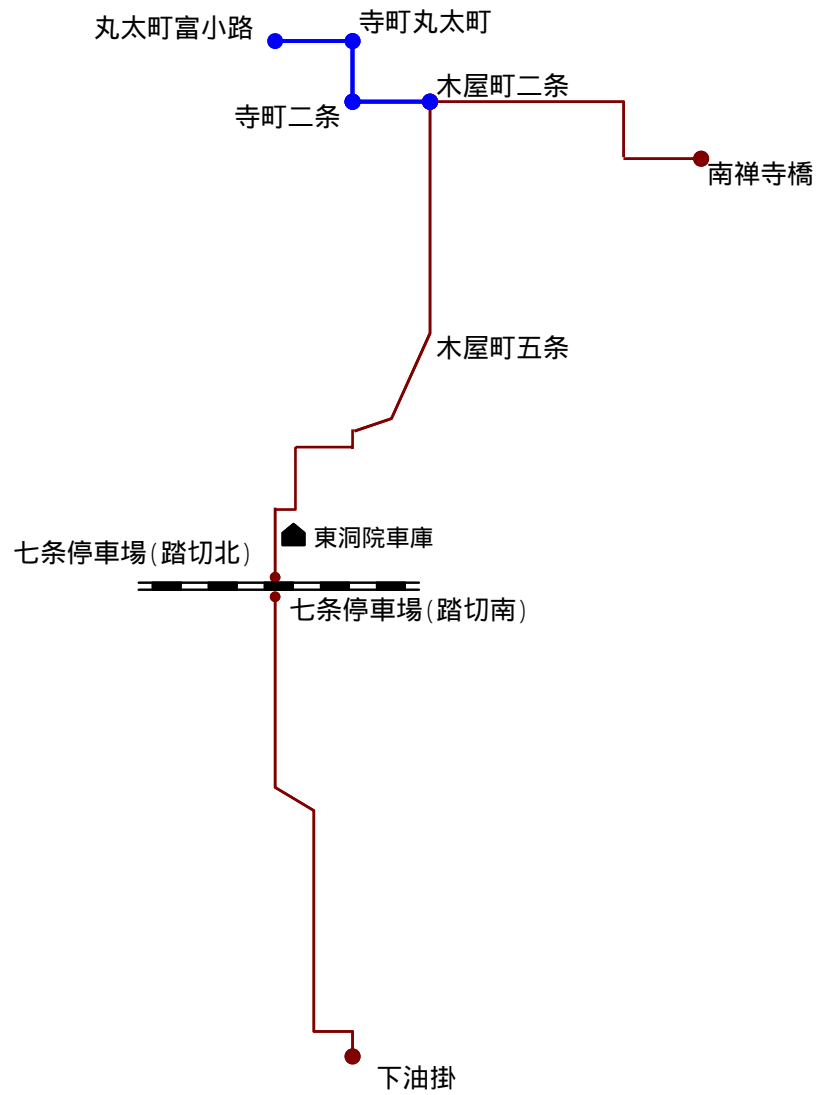 丸太町富小路
寺町丸太町
木屋町二条
寺町二条
南禅寺橋
木屋町五条
東洞院車庫
七条停車場(踏切北)
七条停車場(踏切南)
下油掛